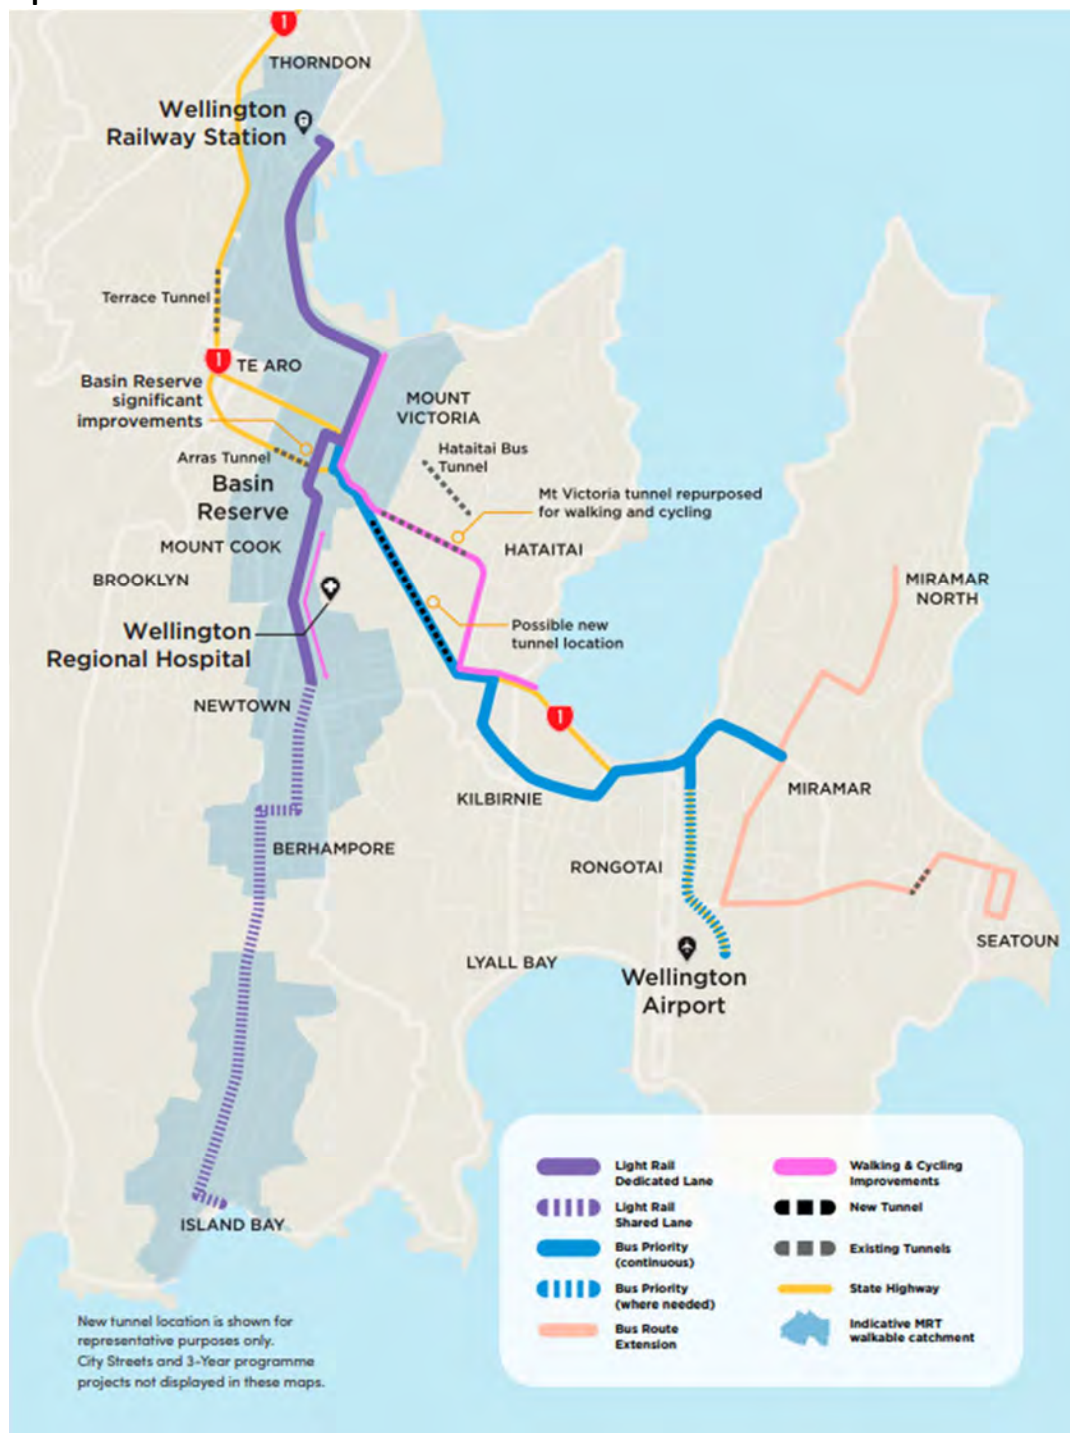 1
THORNDON
Wellington
Railway Station
Terrace Tunnel
1
TE ARO
Basin Reserve
significant
improvements
MOUNT
VICTORIA
Hataitai Bus
Tunnel
Arras Tunnel
Basin
Reserve
Mt Victoria tunnel repurposed
for walking and cycling
MOUNT COOK
HATAITAI
BROOKLYN
MIRAMAR
NORTH
Wellington
Regional Hospital
Possible new
tunnel location
NEWTOWN
1
KILBIRNIE
MIRAMAR
BERHAMPORE
RONGOTAI
SEATOUN
LYALL BAY
Wellington
Airport
ISLAND BAY
Light Rail
Dedicated Lane
Light Rail
Shared Lane
Bus Priority
(continuous)
Bus Priority
(where needed)
Bus Route
Extension
Walking & Cycling
Improvements
New Tunnel
Existing Tunnels
State Highway
Indicative MRT
walkable catchment
New tunnel location is shown for
representative purposes only.
City Streets and 3-Year programme
projects not displayed in these maps.